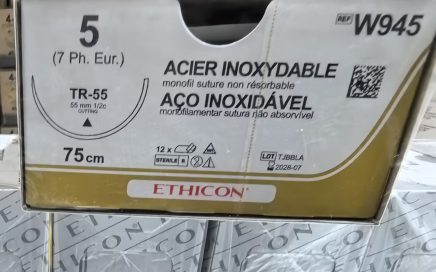 5
(7 Ph. Eur.)
REF W945
TR-55
55 mm 1/2c
CUTTING
75cm
ACIER INOXYDABLE
monofil suture non résorbable
AÇO INOXIDÁVEL
monofilamentar sutura não absorvível
12 x
STERILE R
LOT TJBBLA
2028-07
ETHICON
ETHICON